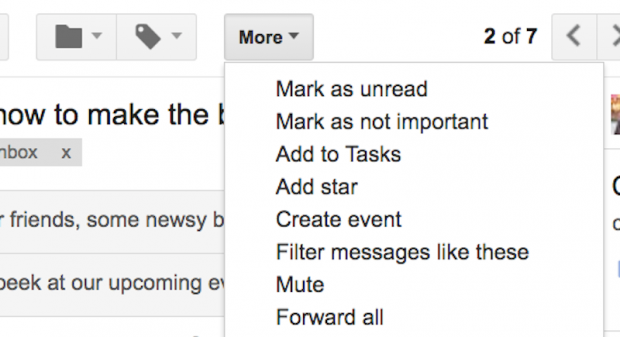 More
2 of 7
how to make the
nbox x
friends, some newsy
peek at our upcoming
Mark as unread
Mark as not important
Add to Tasks
Add star
Create event
Filter messages like these
Mute
Forward all